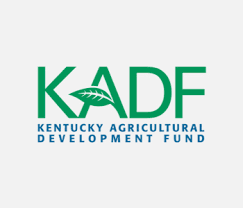 KADF
KENTUCKY AGRICULTURAL
DEVELOPMENT FUND